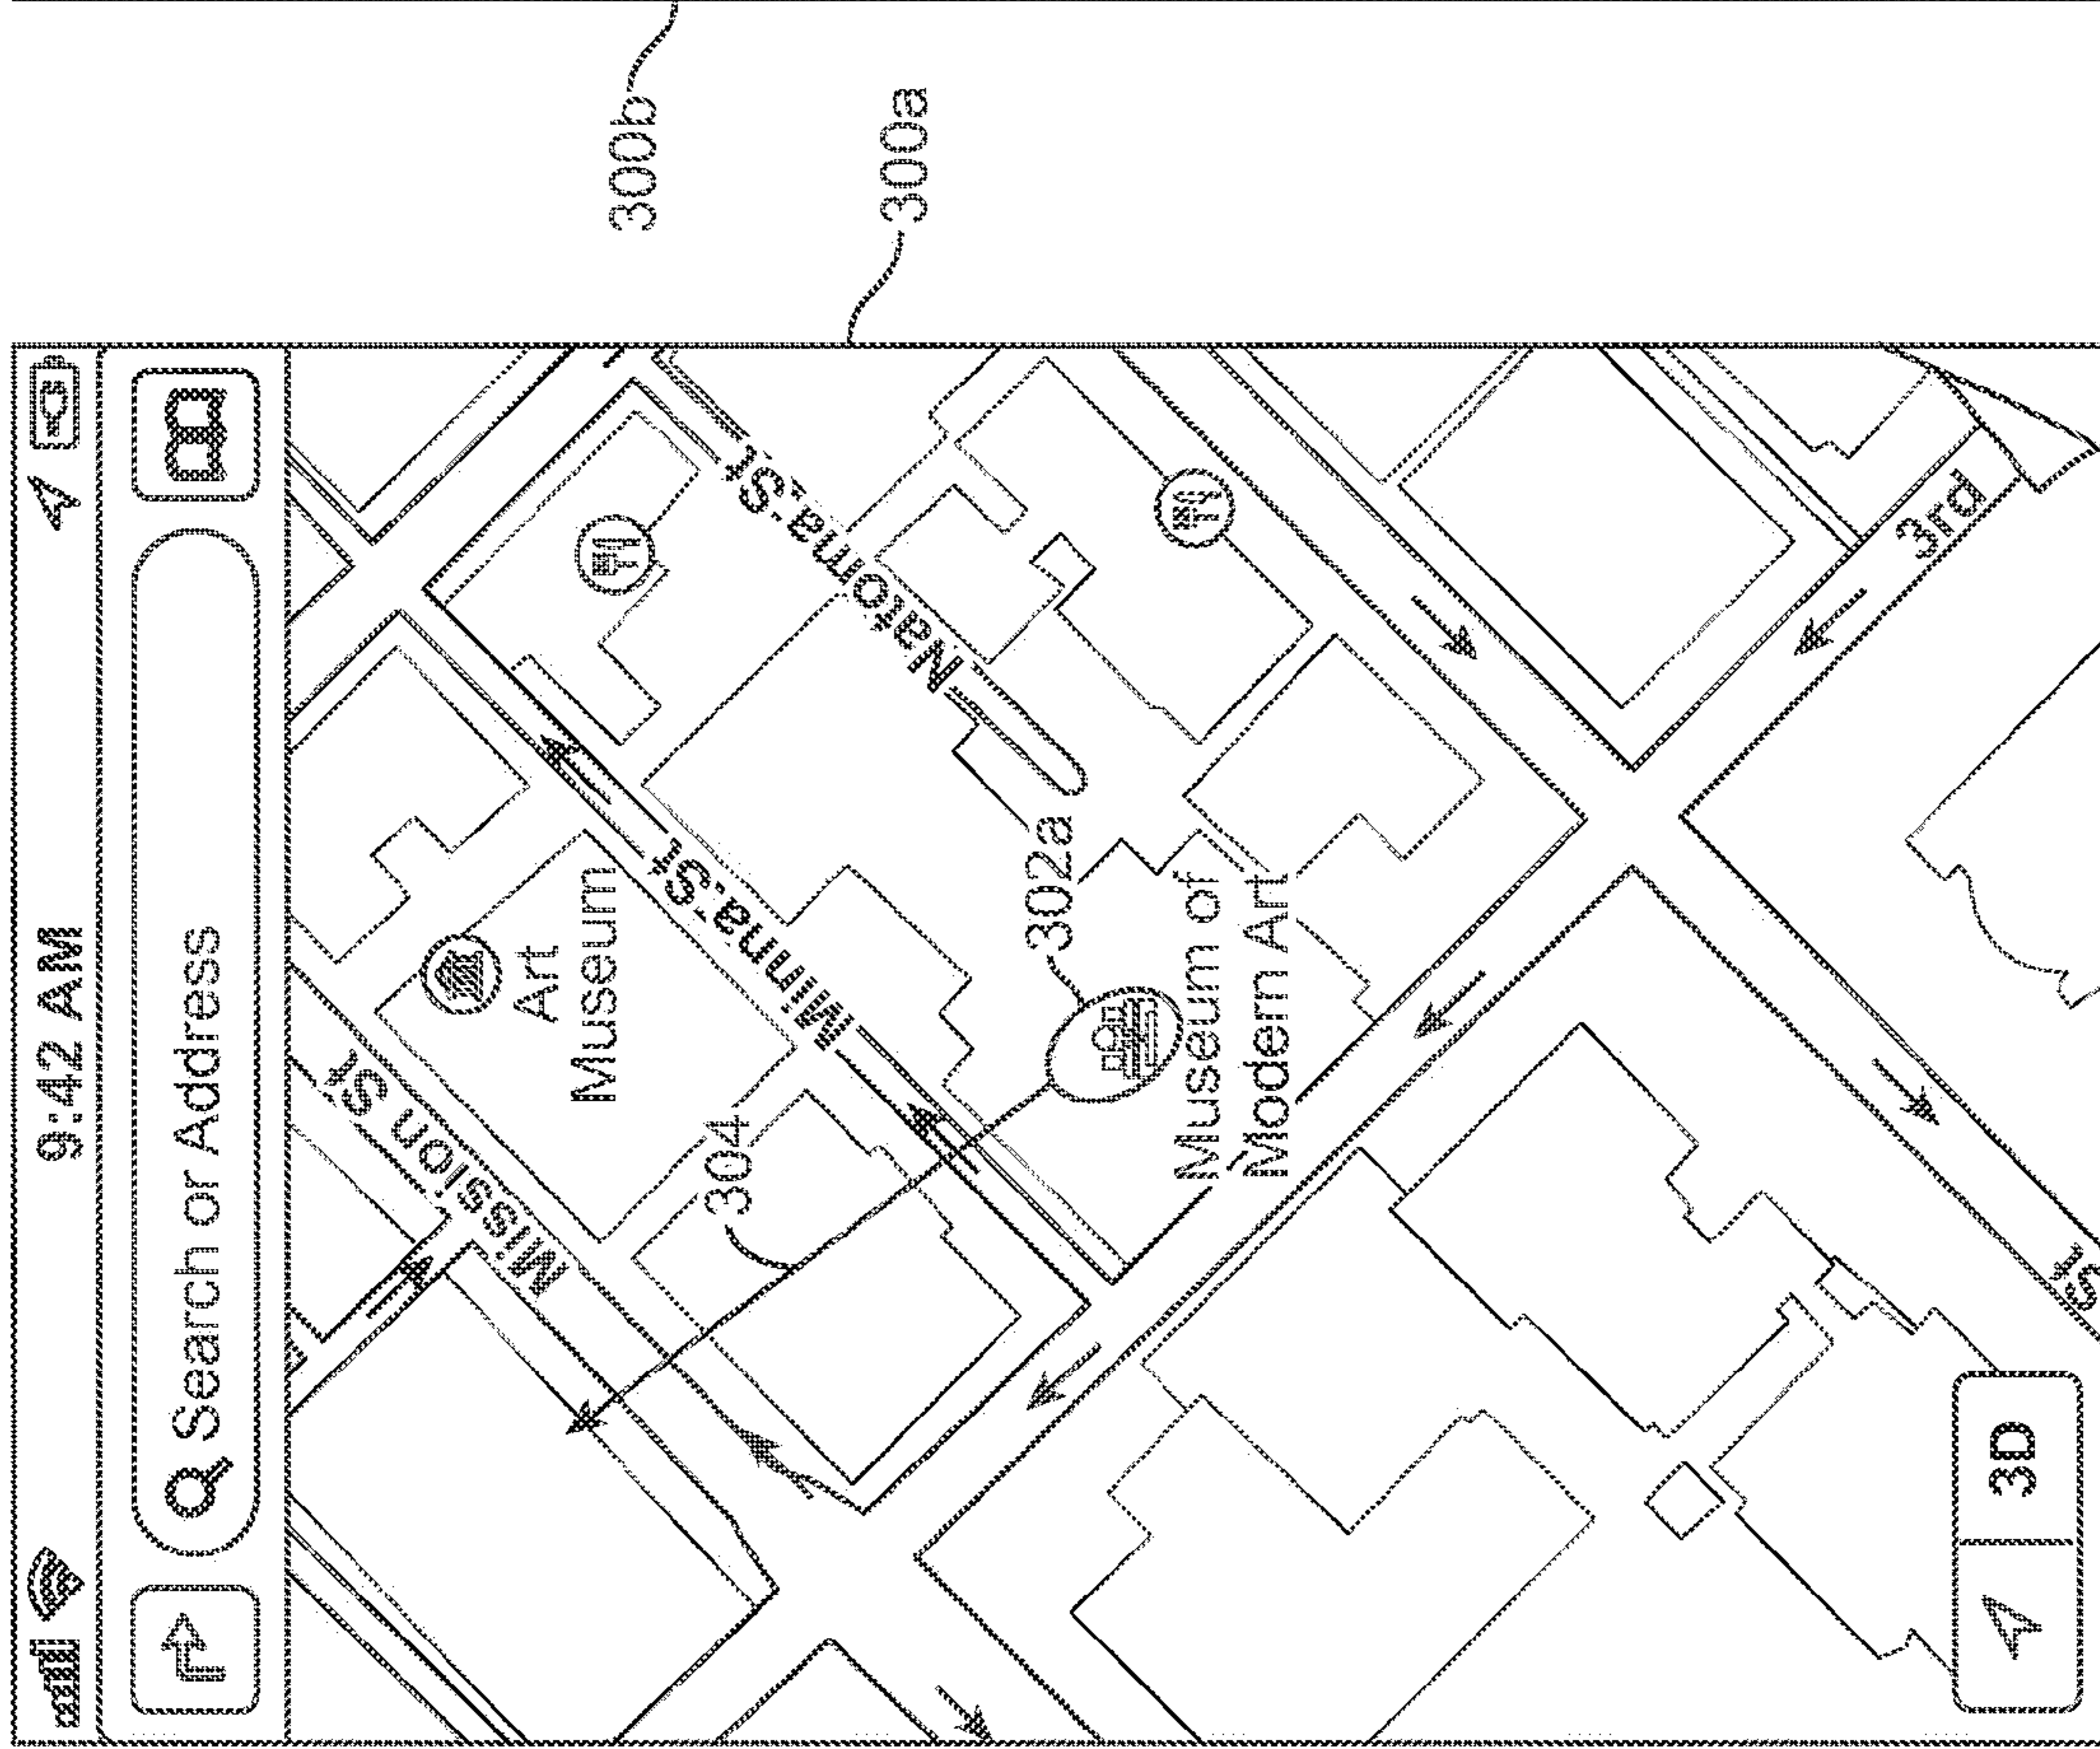 9:42 AM
Search or Address
Mission St
Art
Museum
Minna St
Natoma St
304
302a
Museum of
Modern Art
3rd
St
3D
300a
300b